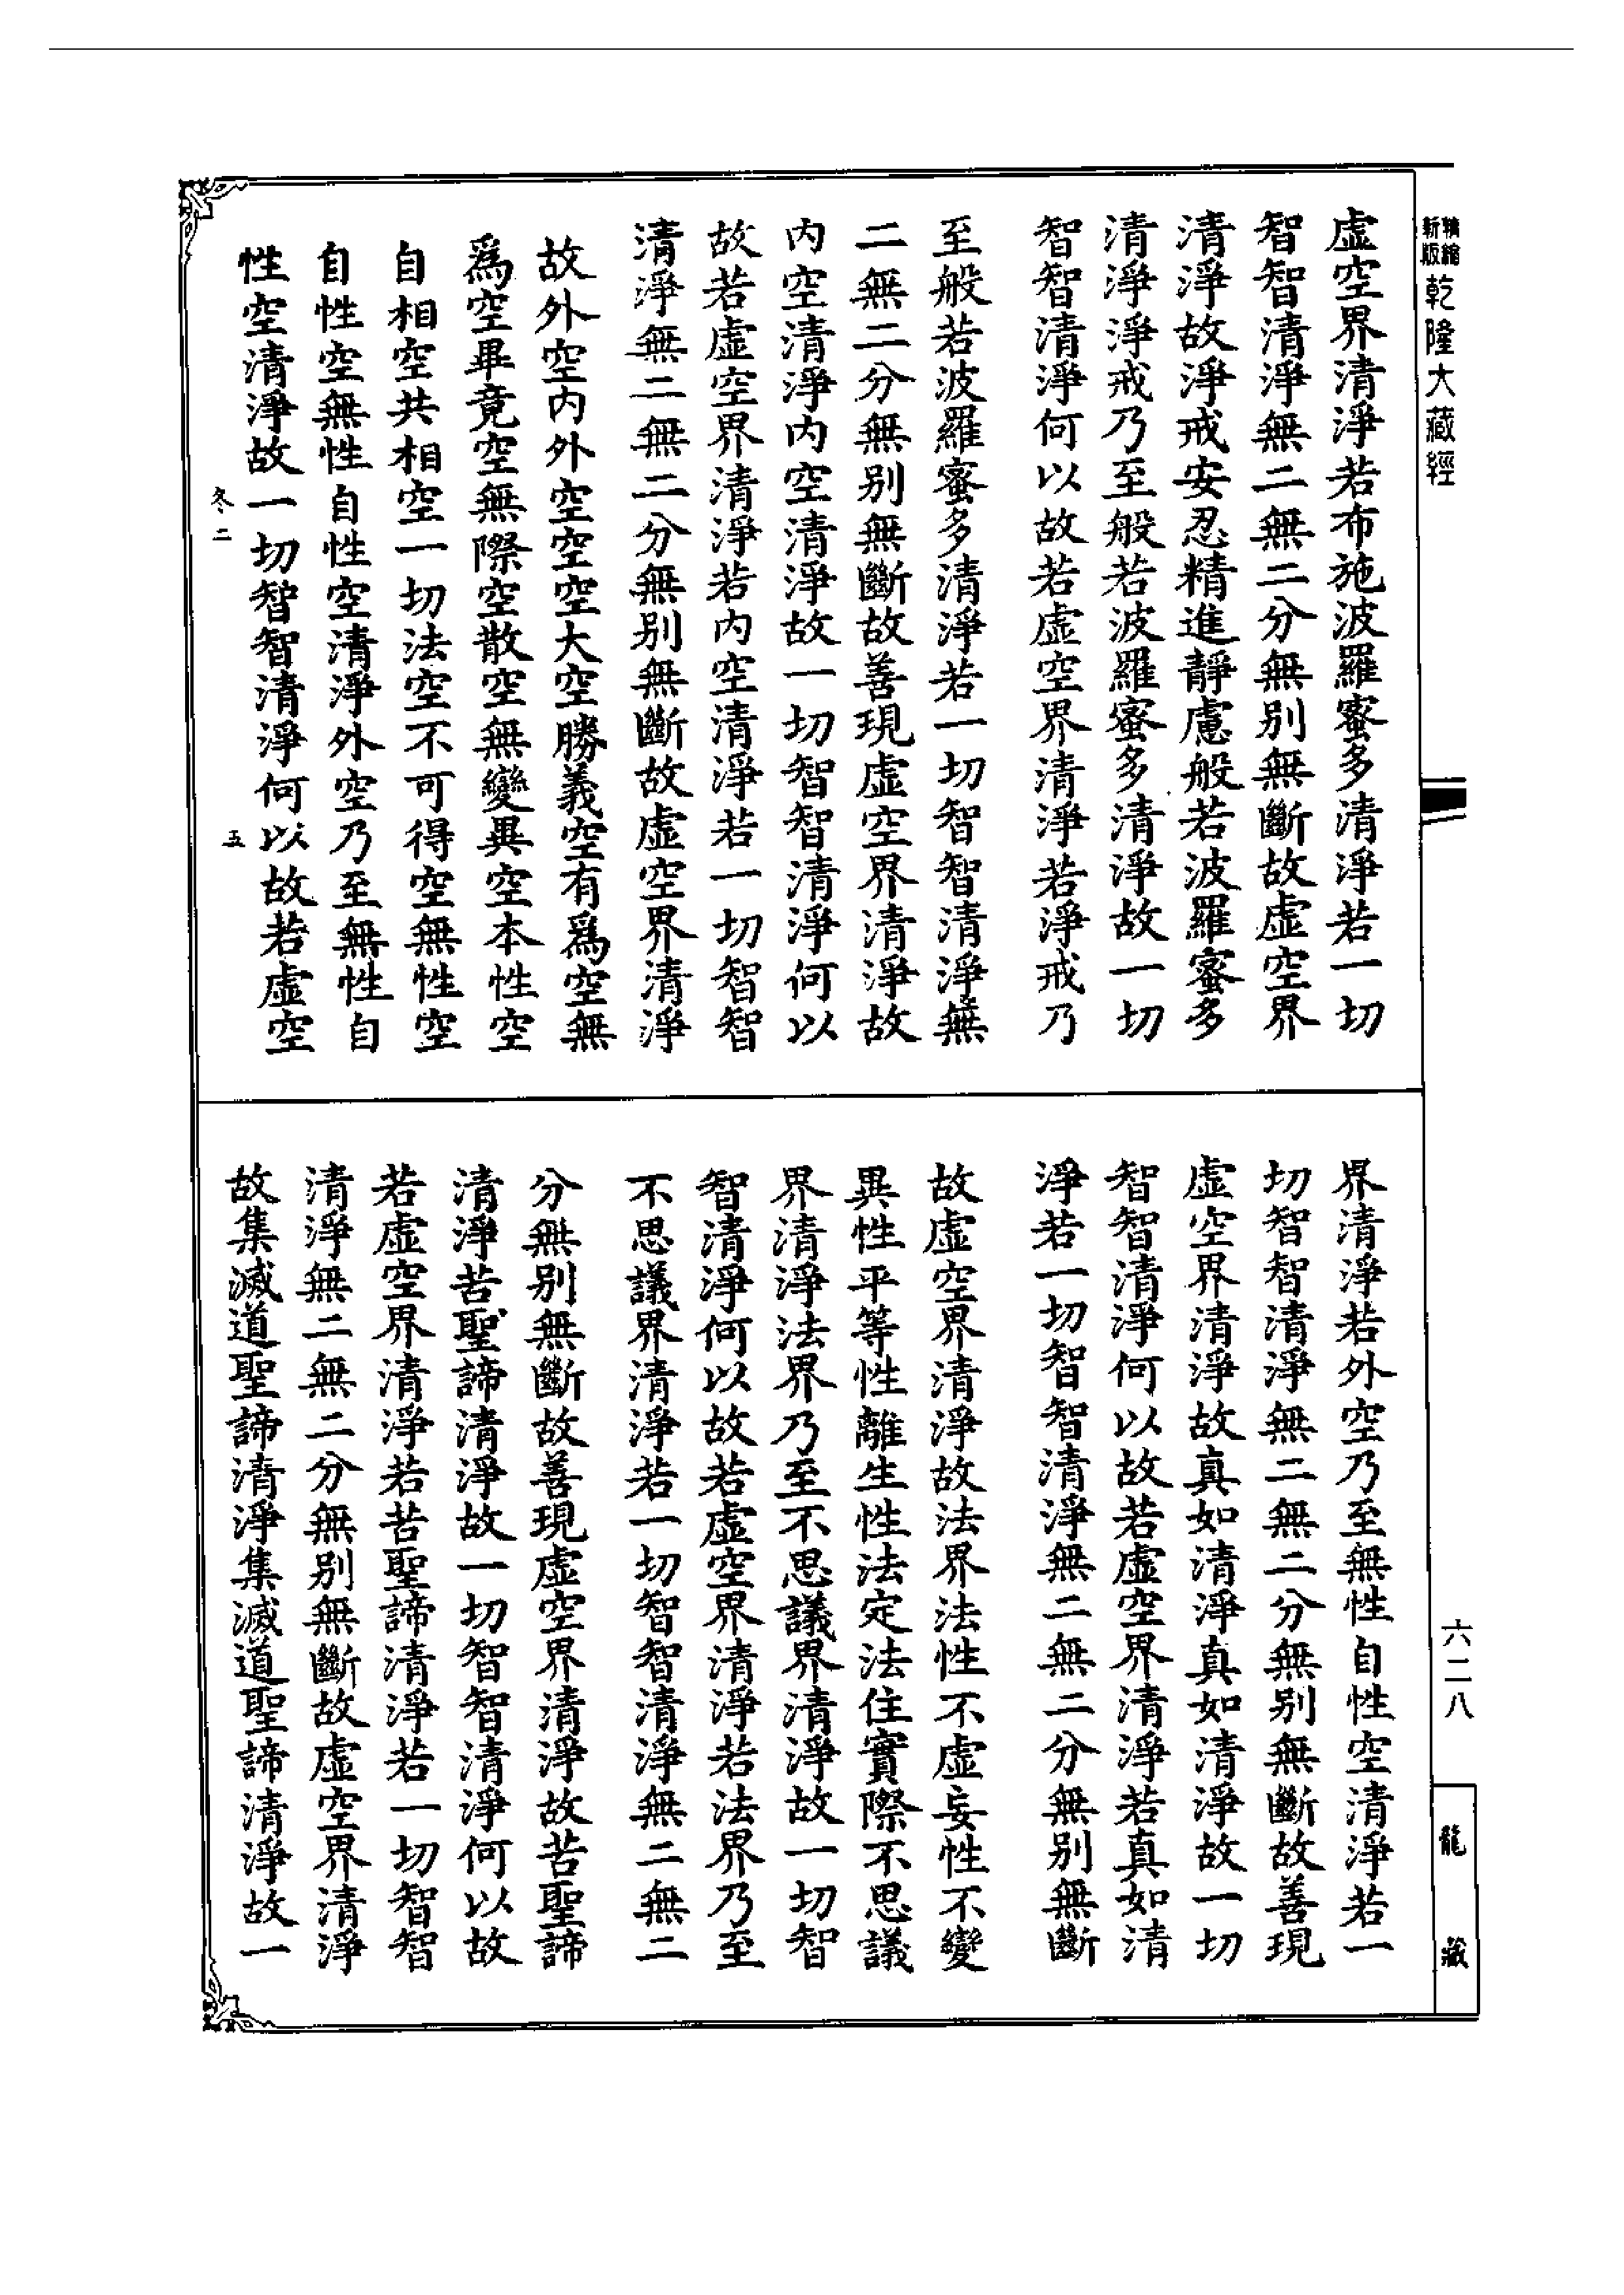 新版
精縮
乾隆大藏經
虛空界清淨若布施波羅蜜多清淨若一切
智智清淨無二無二分無別無斷故虛空界
清淨故淨戒安忍精進靜慮般若波羅蜜多
清淨淨戒乃至般若波羅蜜多清淨故一切
智智清淨何以故若虛空界清淨若淨戒乃
至般若波羅蜜多清淨若一切智智清淨無
二無二分無別無斷故善現虛空界清淨故
內空清淨內空清淨故一切智智清淨何以
故若虛空界清淨若內空清淨若一切智智
清淨無二無二分無別無斷故虛空界清淨
故外空內外空空空大空勝義空有為空無
為空畢竟空無際空散空無變異空本性空
自相空共相空一切法空不可得空無性空
自性空無性自性空清淨外空乃至無性自
性空清淨故一切智智清淨何以故若虛空
冬二
五
界清淨若外空乃至無性自性空清淨若一
切智智清淨無二無二分無別無斷故善現
虛空界清淨故真如清淨真如清淨故一切
智智清淨何以故若虛空界清淨若真如清
淨若一切智智清淨無二無二分無別無斷
故虛空界清淨故法界法性不虛妄性不變
異性平等性離生性法定法住實際不思議
界清淨法界乃至不思議界清淨故一切智
智清淨何以故若虛空界清淨若法界乃至
不思議界清淨若一切智智清淨無二無二
分無別無斷故善現虛空界清淨故苦聖諦
清淨苦聖諦清淨故一切智智清淨何以故
若虛空界清淨若苦聖諦清淨若一切智智
清淨無二無二分無別無斷故虛空界清淨
故集滅道聖諦清淨集滅道聖諦清淨故一
六二八
龍藏